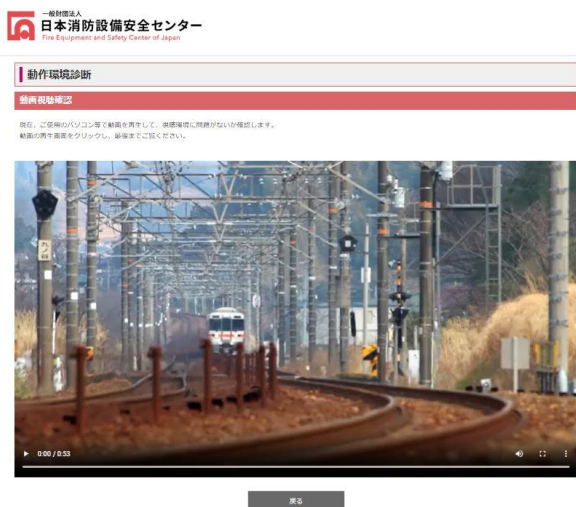 一般財団法人
日本消防設備安全センター
Fire Equipment and Safety Center of Japan
動作環境診断
動画視聴確認
現在、ご使用のパソコン等で動画を再生して、視聴環境に問題がないか確認します。
動画の再生画面をクリックし、最後までご覧ください。
0:00 / 0:53
戻る